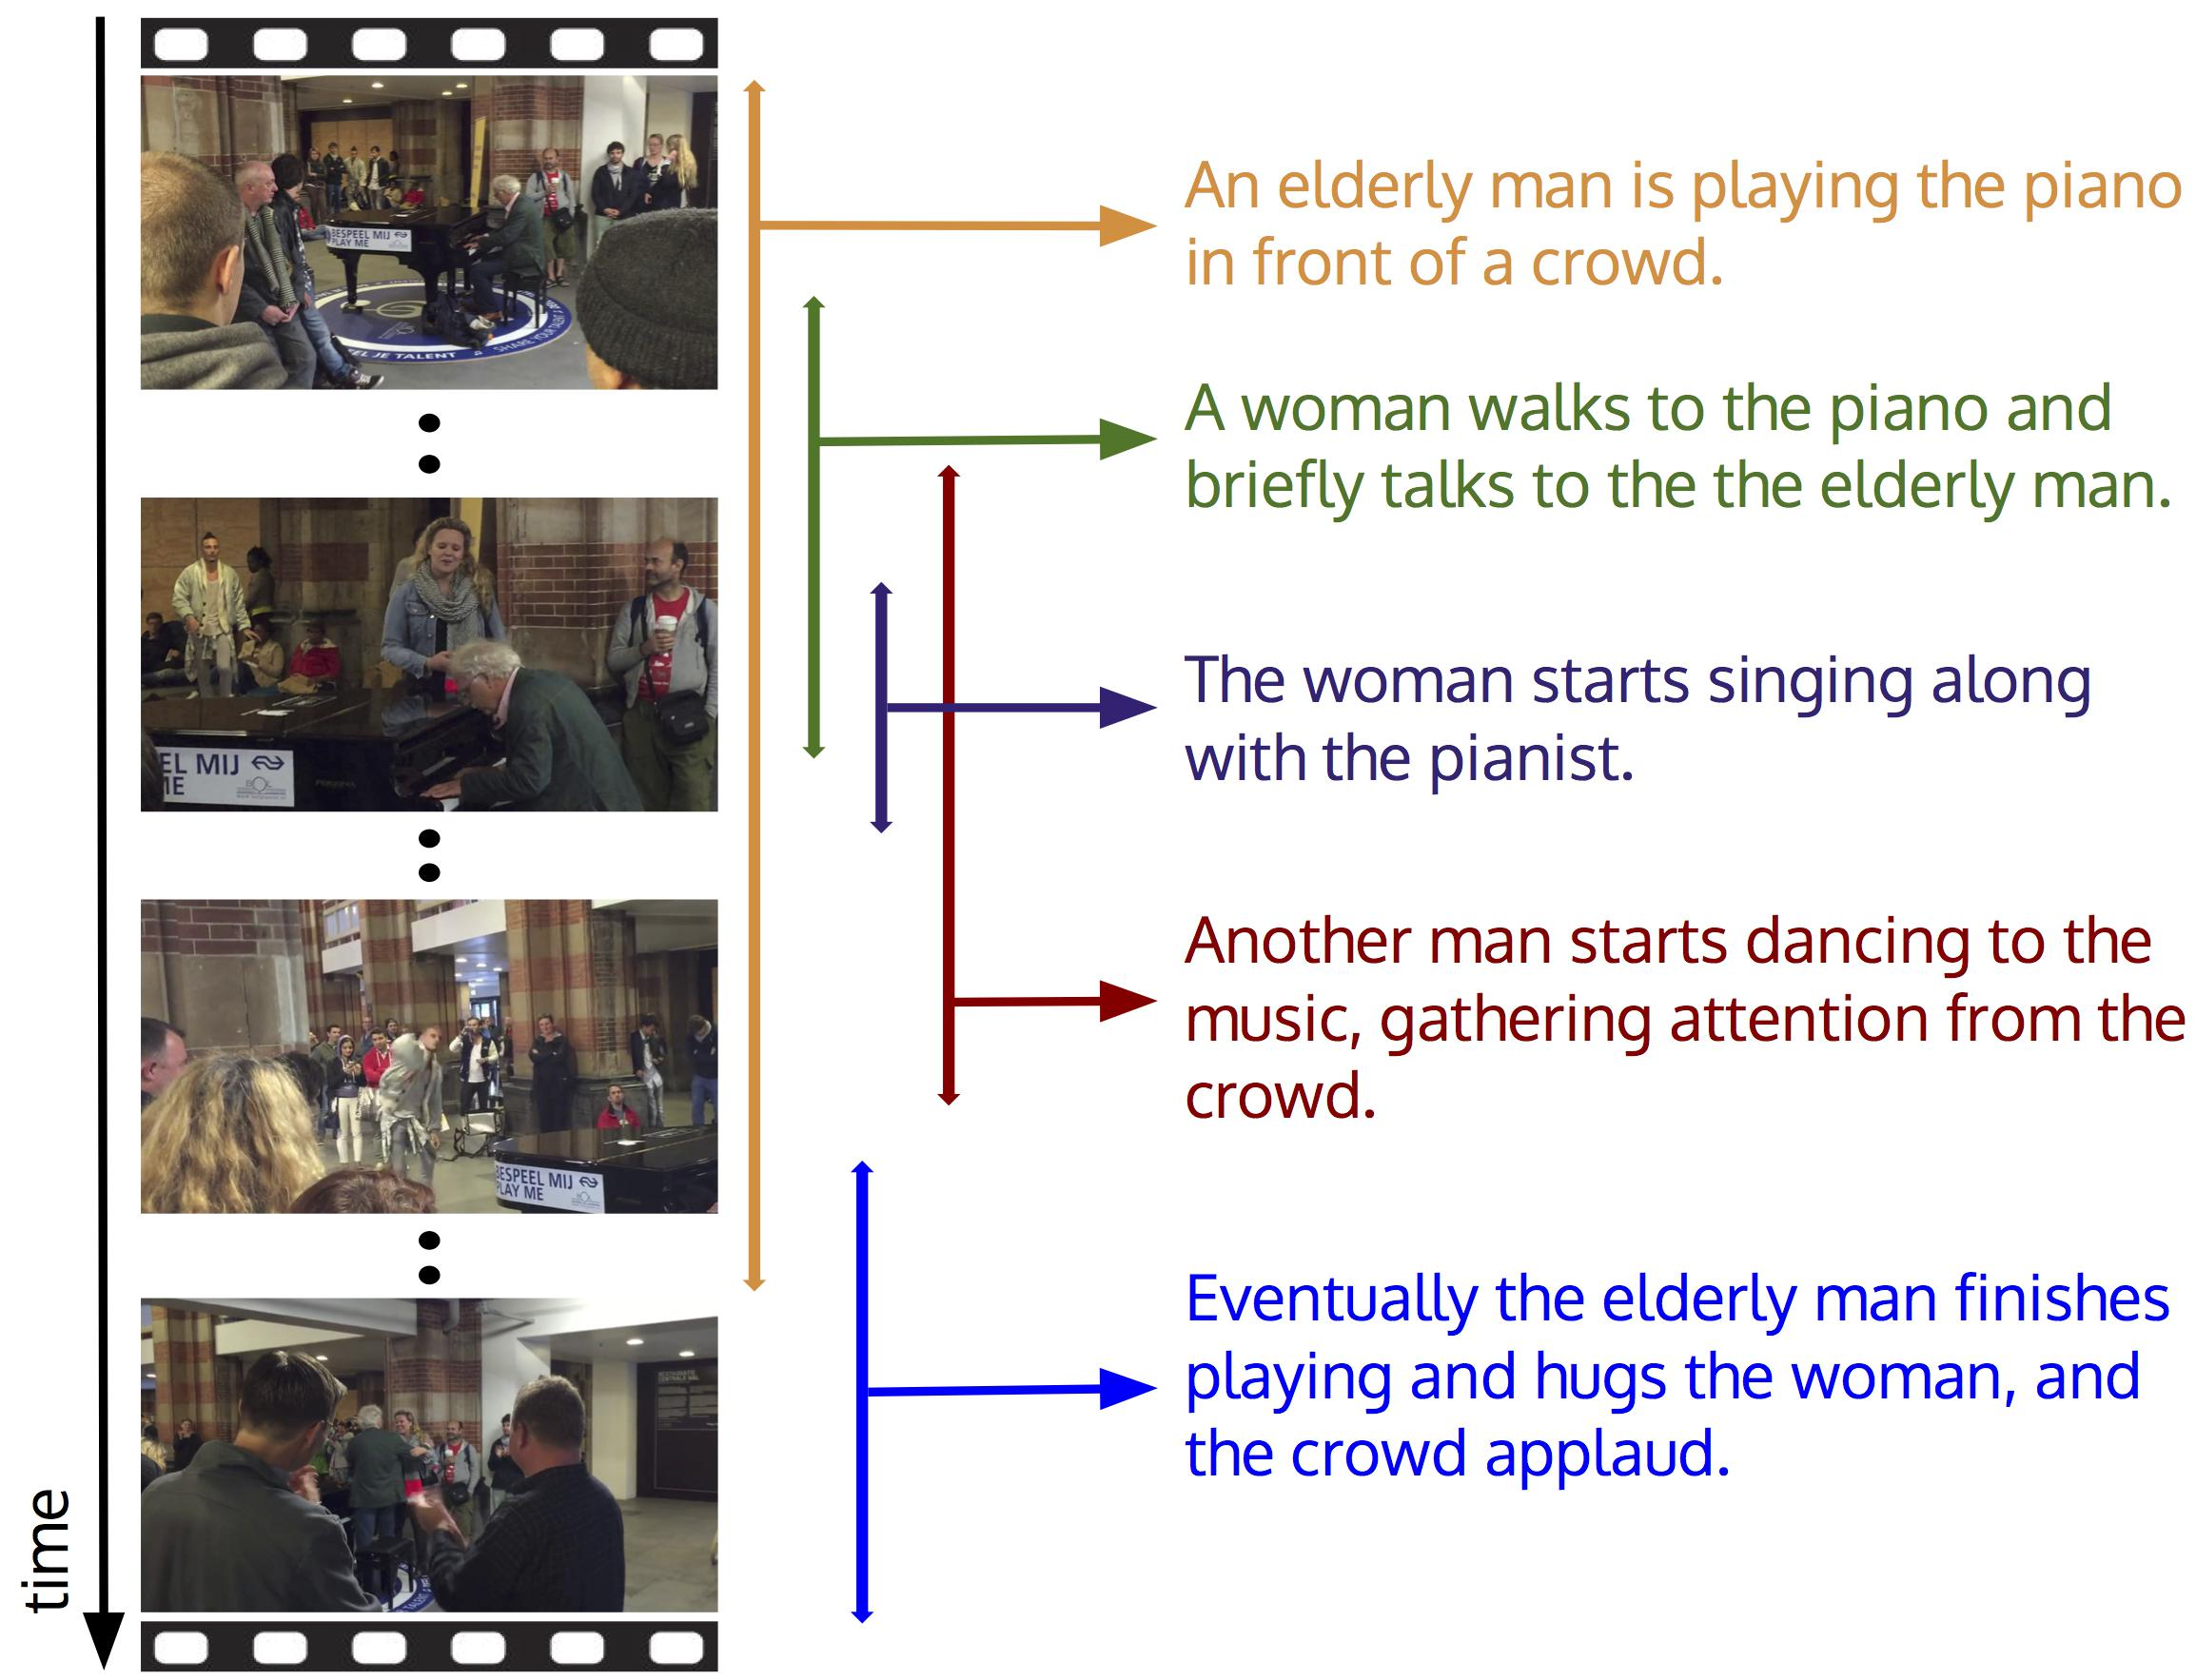 An elderly man is playing the piano
in front of a crowd.
A woman walks to the piano and
briefly talks to the the elderly man.
The woman starts singing along
with the pianist.
Another man starts dancing to the
music, gathering attention from the
crowd.
Eventually the elderly man finishes
playing and hugs the woman, and
the crowd applaud.
time
BESPEEL MIJ
PLAY ME
EL JE TALENT
SHARE YOUR TALENT
EL MIJ
ME
BESPEEL MIJ
PLAY ME